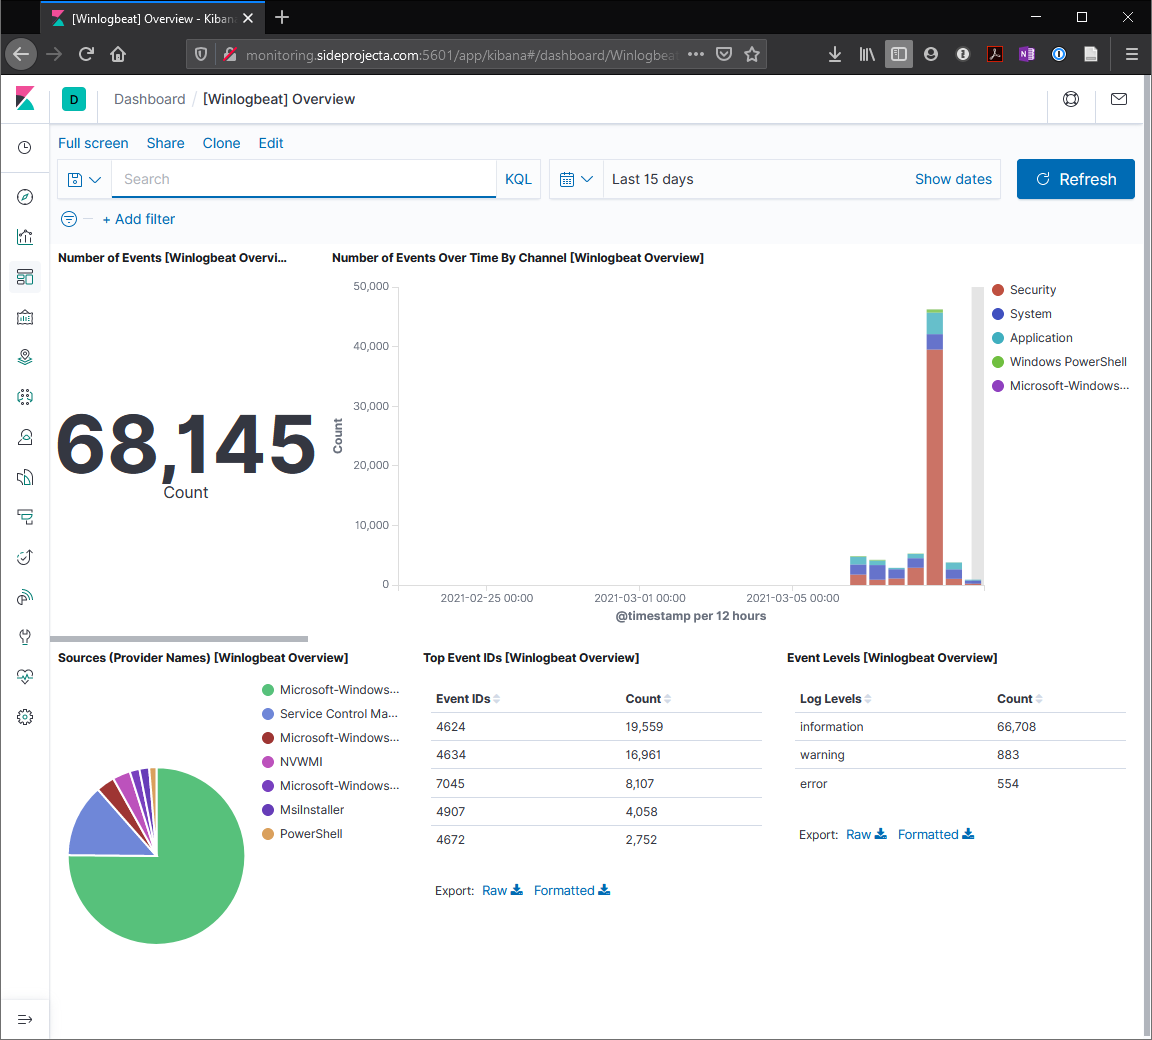 [Winlogbeat] Overview - Kibana
monitoring.sideprojecta.com:5601/app/kibana#/dashboard/Winlogbeat
D
Dashboard / [Winlogbeat] Overview
Full screen Share Clone Edit
Search KQL Last 15 days Show dates Refresh
+ Add filter
Number of Events [Winlogbeat Overvi...
68,145
Count
Number of Events Over Time By Channel [Winlogbeat Overview]
50,000
40,000
30,000
20,000
10,000
0
Count
2021-02-25 00:00 2021-03-01 00:00 2021-03-05 00:00
@timestamp per 12 hours
Security
System
Application
Windows PowerShell
Microsoft-Windows...
Sources (Provider Names) [Winlogbeat Overview]
Microsoft-Windows...
Service Control Ma...
Microsoft-Windows...
NVWMI
Microsoft-Windows...
MsiInstaller
PowerShell
Top Event IDs [Winlogbeat Overview]
Event IDs Count
4624 19,559
4634 16,961
7045 8,107
4907 4,058
4672 2,752
Export: Raw Formatted
Event Levels [Winlogbeat Overview]
Log Levels Count
information 66,708
warning 883
error 554
Export: Raw Formatted